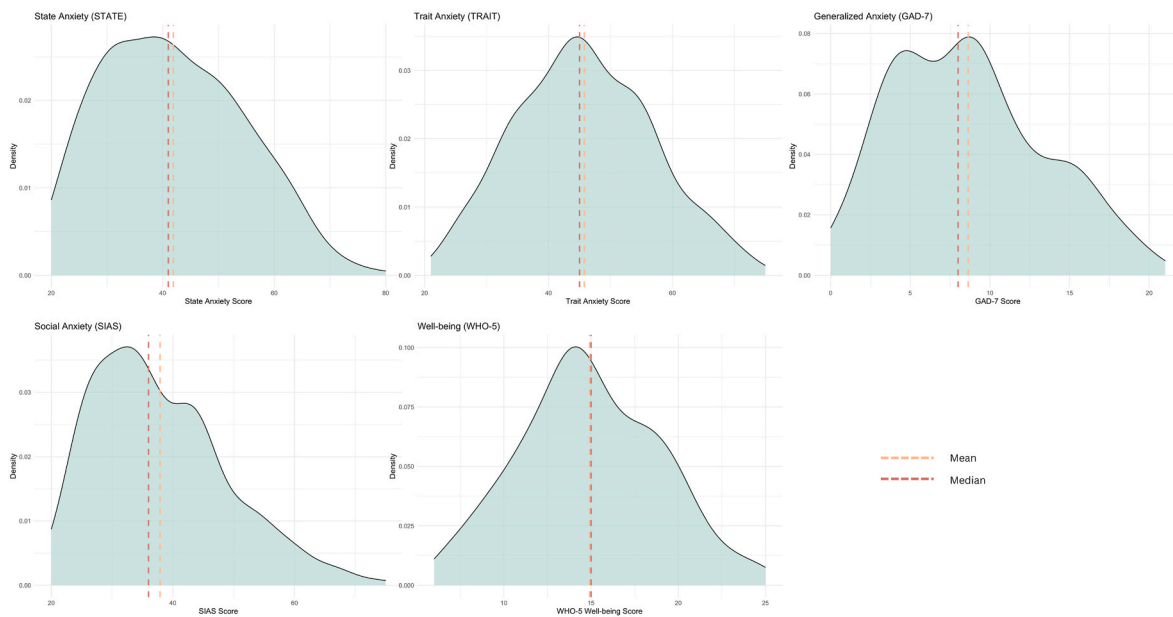 State Anxiety (STATE)
Density
0.02
0.01
0.00
20
40
60
80
State Anxiety Score
Trait Anxiety (TRAIT)
Density
0.03
0.02
0.01
0.00
20
40
60
Trait Anxiety Score
Generalized Anxiety (GAD-7)
Density
0.08
0.06
0.04
0.02
0.00
0
5
10
15
20
GAD-7 Score
Social Anxiety (SIAS)
Density
0.03
0.02
0.01
0.00
20
40
60
SIAS Score
Well-being (WHO-5)
Density
0.100
0.075
0.050
0.025
0.000
10
15
20
25
WHO-5 Well-being Score
Mean
Median